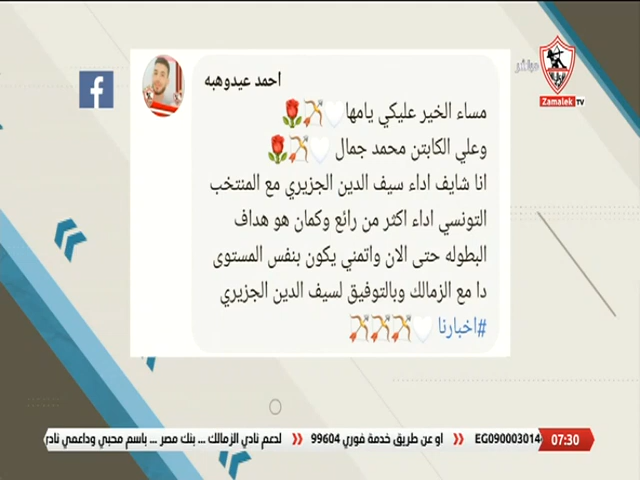 احمد عيدوهبه
مساء الخير عليكي يامها🤍🏹🌹
وعلي الكابتن محمد جمال 🤍🏹🌹
انا شايف اداء سيف الدين الجزيري مع المنتخب
التونسي اداء اكثر من رائع وكمان هو هداف
البطوله حتى الان واتمني يكون بنفس المستوى
دا مع الزمالك وبالتوفيق لسيف الدين الجزيري
#اخبارنا 🤍🏹🏹🏹
مباشر
Zamalek TV
07:30
EG090003014 » او عن طريق خدمة فوري 99604 » لدعم نادي الزمالك ... بنك مصر ... باسم محبي وداعمي نادي